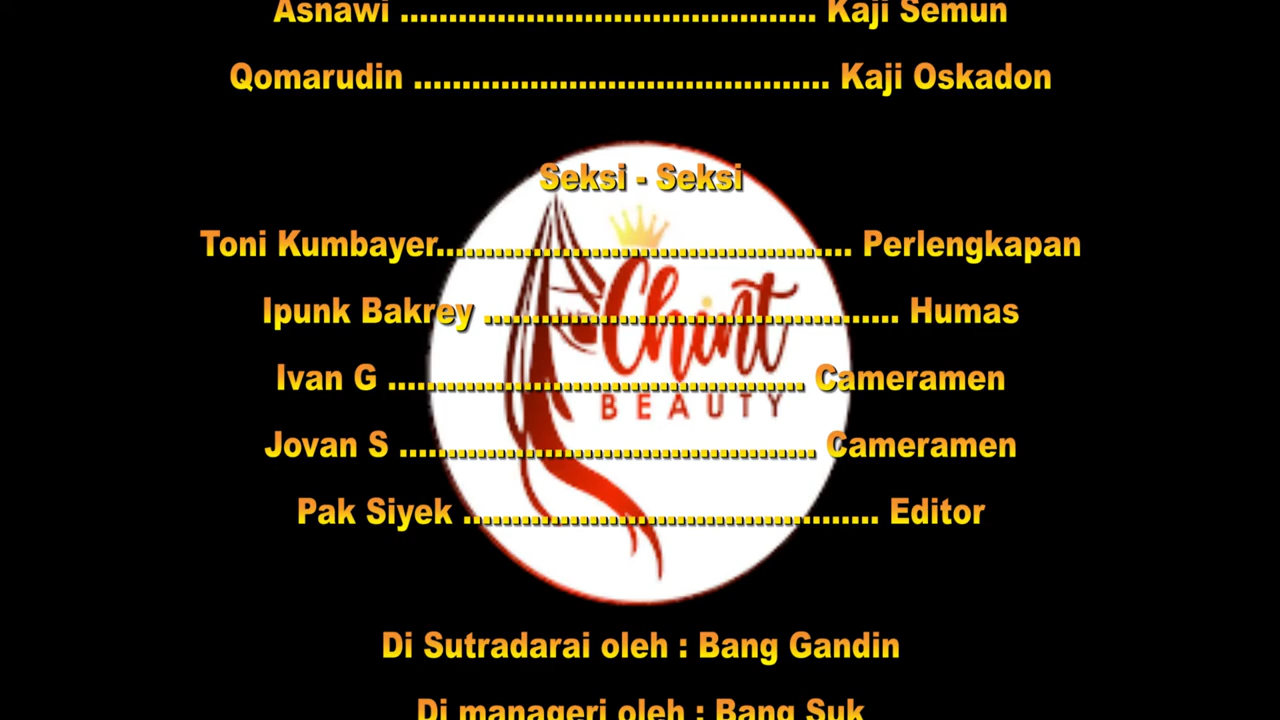 Asnawi ........................................... Kaji Semun
Qomarudin ........................................... Kaji Oskadon
Seksi - Seksi
Toni Kumbayer........................................... Perlengkapan
Ipunk Bakrey ........................................... Humas
Chint
Ivan G ........................................... Cameramen
BEAUTY
Jovan S ........................................... Cameramen
Pak Siyek ........................................... Editor
Di Sutradarai oleh : Bang Gandin
Di manageri oleh : Bang Suk